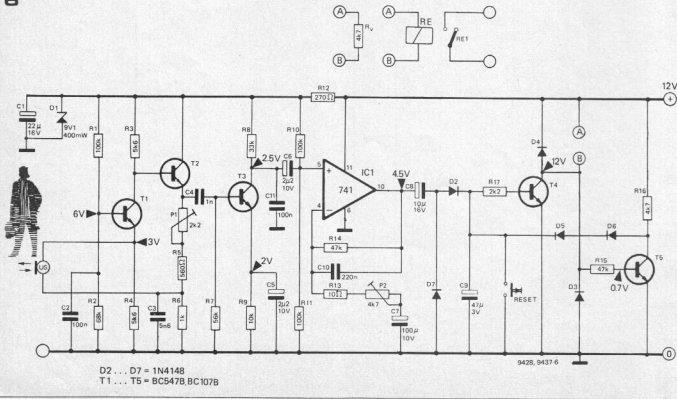 A
A
RE
Rv
4k7
RE1
B
B
R12
270Ω
12V
+
C1
22µ
16V
D1
9V1
400mW
R1
100k
R3
5k6
T2
R8
33k
2.5V
C6
2µ2
10V
R10
100k
5
+
11
IC1
741
10
4.5V
C8
10µ
16V
D2
R17
2k2
D4
A
12V
B
T4
R16
4k7
C4
1n
T3
C11
100n
4
-
6
T1
6V
3V
P1
2k2
R14
47k
D5
D6
US
R5
560Ω
2V
C10
220n
R15
47k
T5
0.7V
C2
100n
R2
68k
R4
5k6
C3
5n6
R6
1k
R7
56k
R9
10k
C5
2µ2
10V
R11
100k
R13
10Ω
P2
4k7
C7
100µ
10V
D7
C9
47µ
3V
RESET
D3
0
9428, 9437-6
D2 ... D7 = 1N4148
T1 ... T5 = BC547B, BC107B